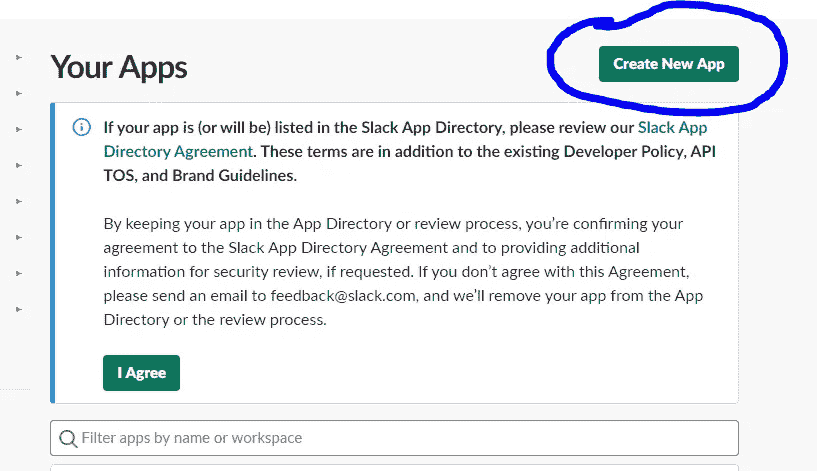 Your Apps
Create New App
If your app is (or will be) listed in the Slack App Directory, please review our Slack App
Directory Agreement. These terms are in addition to the existing Developer Policy, API
TOS, and Brand Guidelines.
By keeping your app in the App Directory or review process, you're confirming your
agreement to the Slack App Directory Agreement and to providing additional
information for security review, if requested. If you don't agree with this Agreement,
please send an email to feedback@slack.com, and we'll remove your app from the App
Directory or the review process.
I Agree
Filter apps by name or workspace